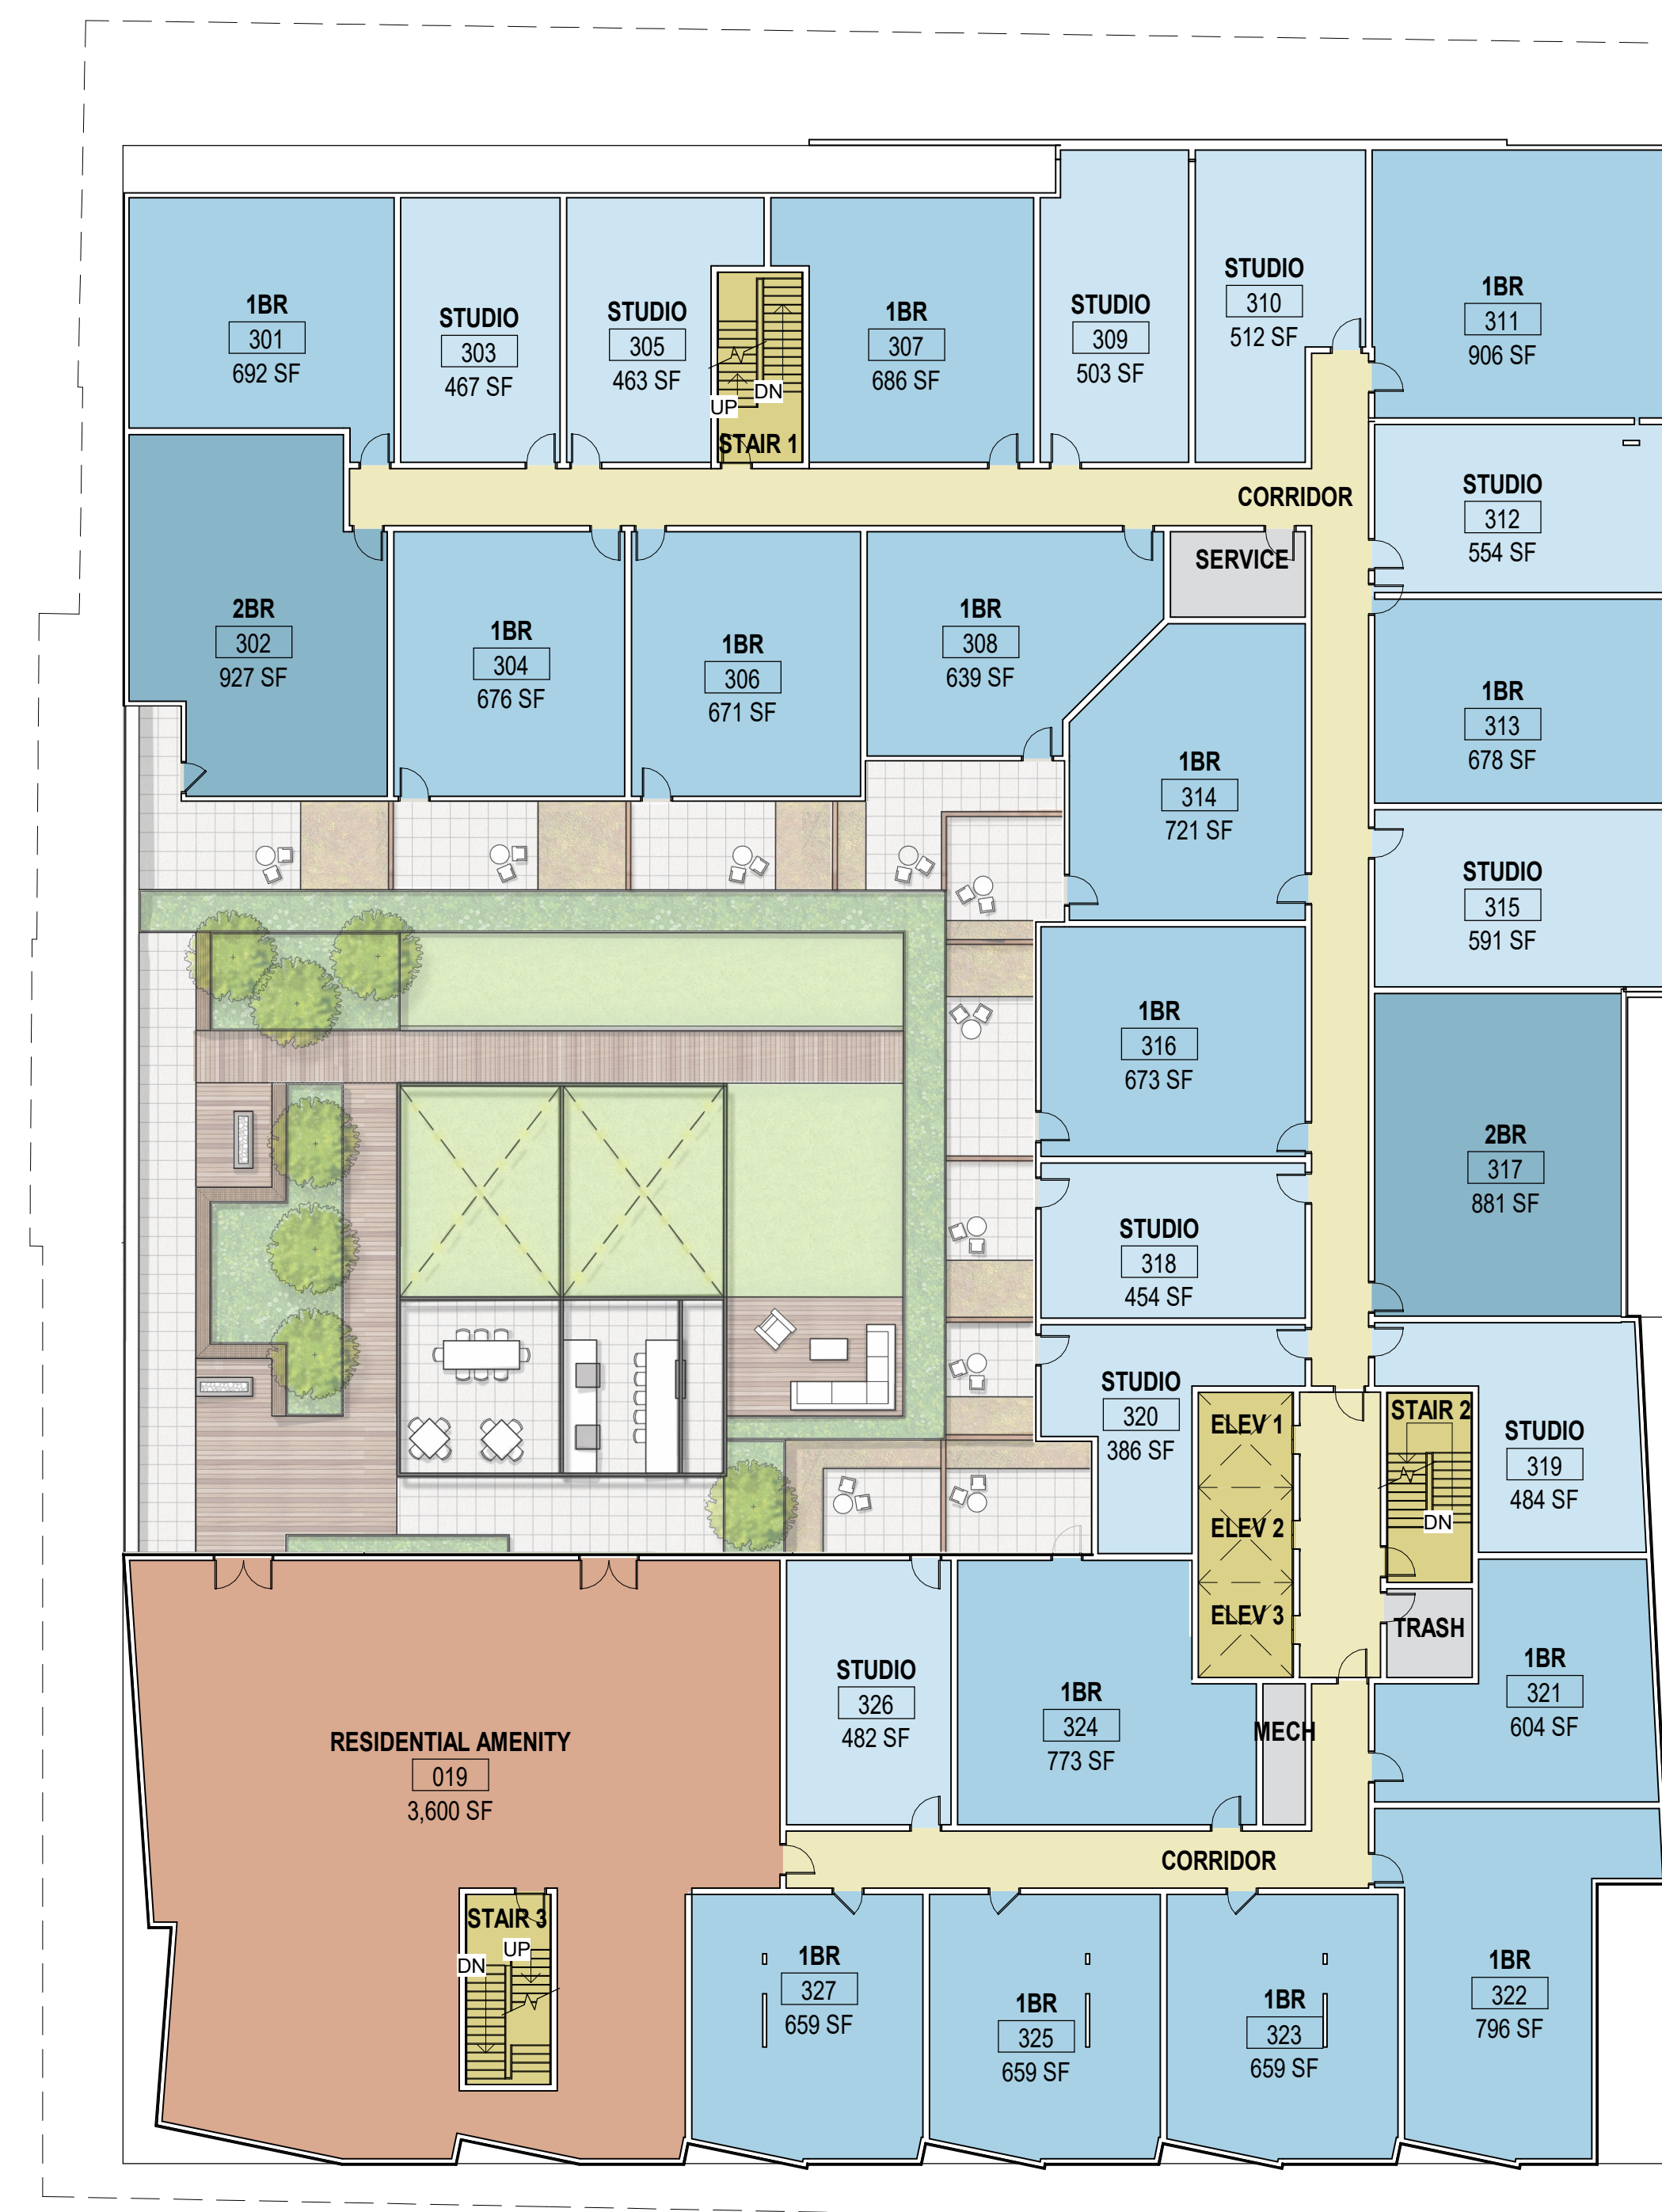 1BR
301
692 SF
STUDIO
303
467 SF
STUDIO
305
463 SF
UP
DN
STAIR 1
1BR
307
686 SF
STUDIO
309
503 SF
STUDIO
310
512 SF
1BR
311
906 SF
CORRIDOR
STUDIO
312
554 SF
SERVICE
2BR
302
927 SF
1BR
304
676 SF
1BR
306
671 SF
1BR
308
639 SF
1BR
313
678 SF
1BR
314
721 SF
STUDIO
315
591 SF
1BR
316
673 SF
2BR
317
881 SF
STUDIO
318
454 SF
STUDIO
320
386 SF
ELEV 1
ELEV 2
ELEV 3
STAIR 2
DN
STUDIO
319
484 SF
TRASH
1BR
321
604 SF
STUDIO
326
482 SF
1BR
324
773 SF
MECH
RESIDENTIAL AMENITY
019
3,600 SF
CORRIDOR
STAIR 3
UP
DN
1BR
327
659 SF
1BR
325
659 SF
1BR
323
659 SF
1BR
322
796 SF